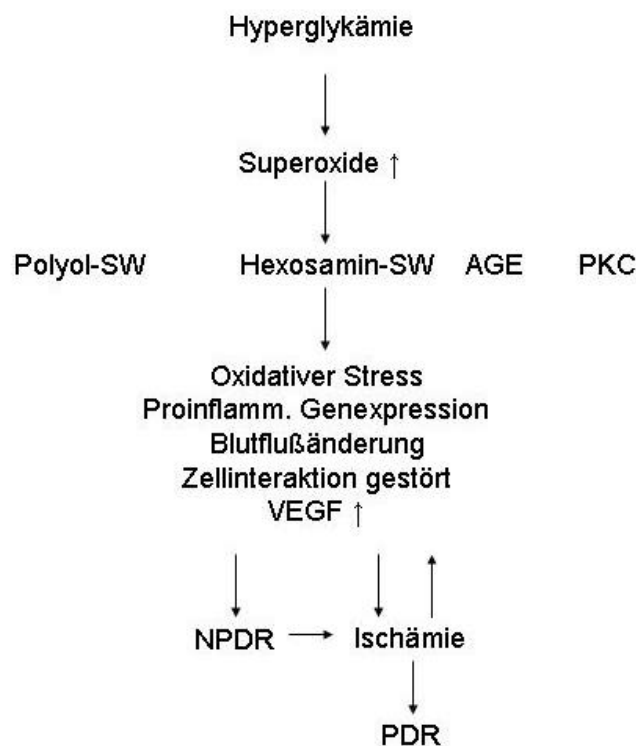 Hyperglykämie
Superoxide ↑
Polyol-SW Hexosamin-SW AGE PKC
Oxidativer Stress
Proinflamm. Genexpression
Blutflußänderung
Zellinteraktion gestört
VEGF ↑
NPDR Ischämie
PDR